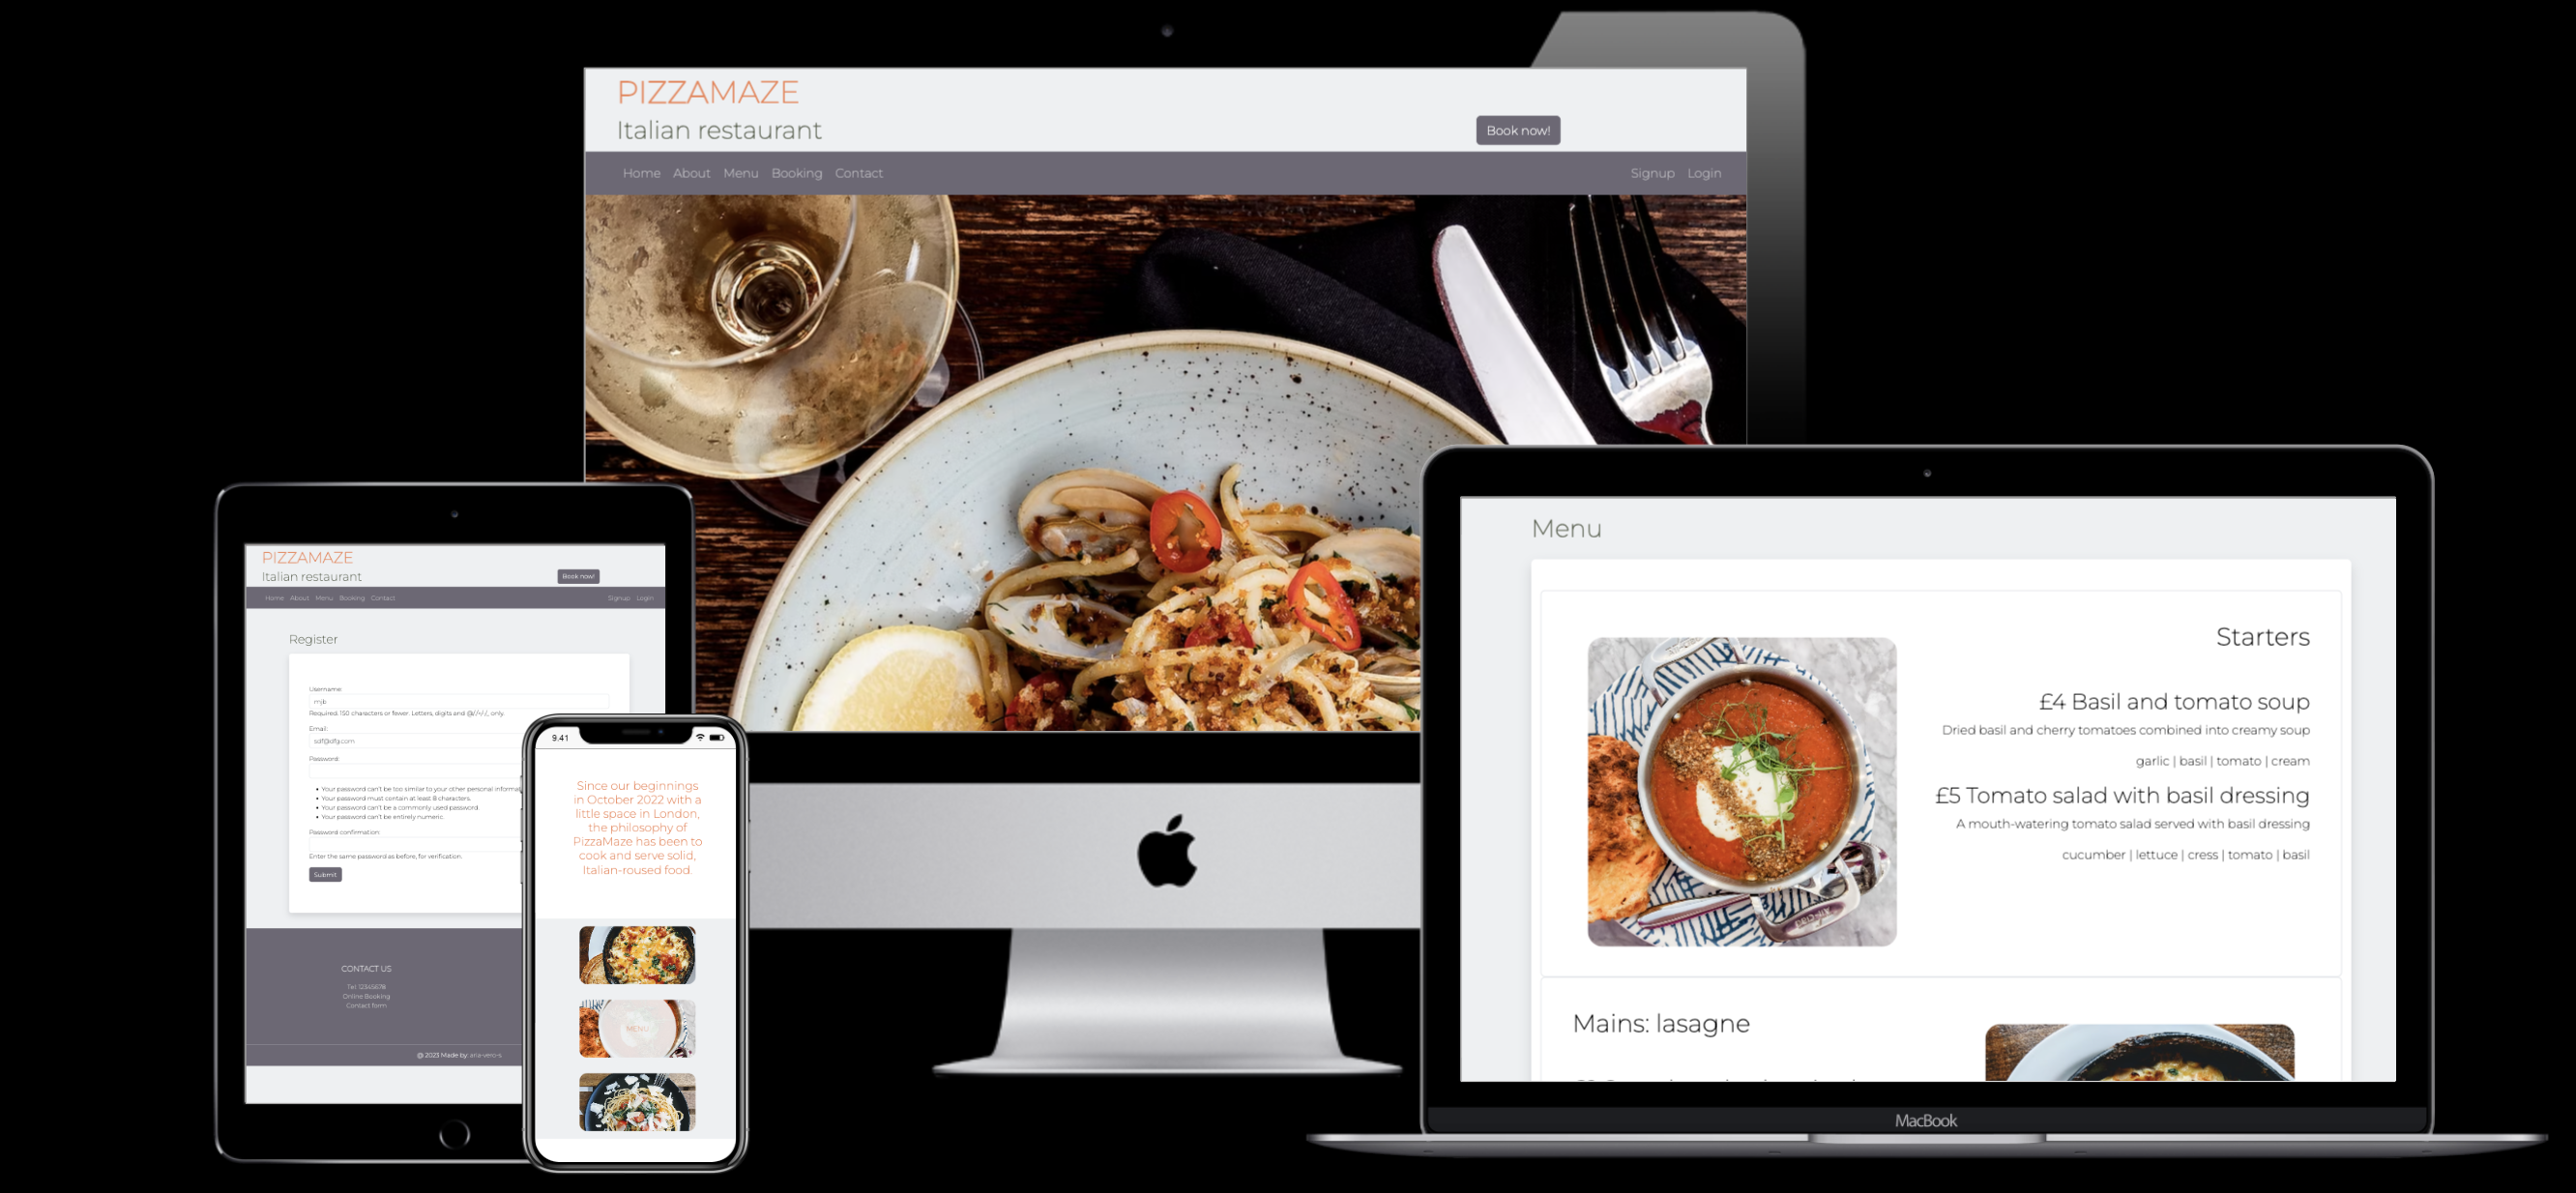 PIZZAMAZE
Italian restaurant
Book now!
Home About Menu Booking Contact
Signup Login
PIZZAMAZE
Italian restaurant
Book now!
Home About Menu Booking Contact
Signup Login
Register
Username:
mjb
Required. 150 characters or fewer. Letters, digits and @/./+/-/_ only.
Email:
sdf@dfg.com
Password:
Your password can't be too similar to your other personal
Your password must contain at least 8 characters.
Your password can't be a commonly used password.
Your password can't be entirely numeric.
Password confirmation:
Enter the same password as before, for verification.
Submit
CONTACT US
Tel: 12345678
Online Booking
Contact form
@ 2023 Made by: ana-vero-s
9.41
Since our beginnings
in October 2022 with a
little space in London,
the philosophy of
PizzaMaze has been to
cook and serve solid,
Italian-roused food.
MENU
Menu
Starters
£4 Basil and tomato soup
Dried basil and cherry tomatoes combined into creamy soup
garlic | basil | tomato | cream
£5 Tomato salad with basil dressing
A mouth-watering tomato salad served with basil dressing
cucumber | lettuce | cress | tomato | basil
Mains: lasagne
MacBook